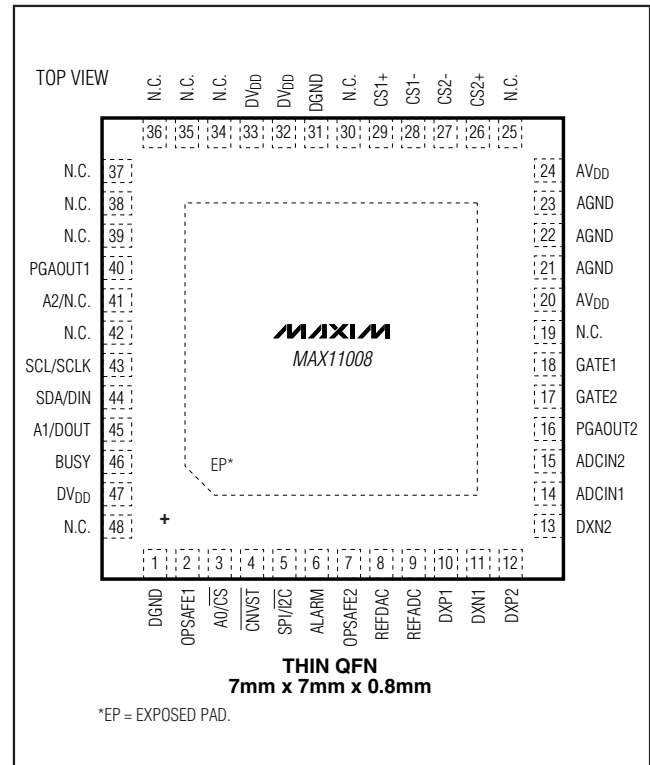 TOP VIEW
N.C. N.C. N.C. DVDD DVDD DGND N.C. CS1+ CS1- CS2- CS2+ N.C.
36 35 34 33 32 31 30 29 28 27 26 25
N.C. 37 24 AVDD
N.C. 38 23 AGND
N.C. 39 22 AGND
PGAOUT1 40 21 AGND
A2/N.C. 41 20 AVDD
N.C. 42 19 N.C.
MAXIM
MAX11008
SCL/SCLK 43 18 GATE1
SDA/DIN 44 17 GATE2
A1/DOUT 45 16 PGAOUT2
BUSY 46 15 ADCIN2
EP*
DVDD 47 14 ADCIN1
N.C. 48 13 DXN2
+
1 2 3 4 5 6 7 8 9 10 11 12
DGND OPSAFE1 A0/CS CNVST SPI/I2C ALARM OPSAFE2 REFDAC REFADC DXP1 DXN1 DXP2
THIN QFN
7mm x 7mm x 0.8mm
*EP = EXPOSED PAD.